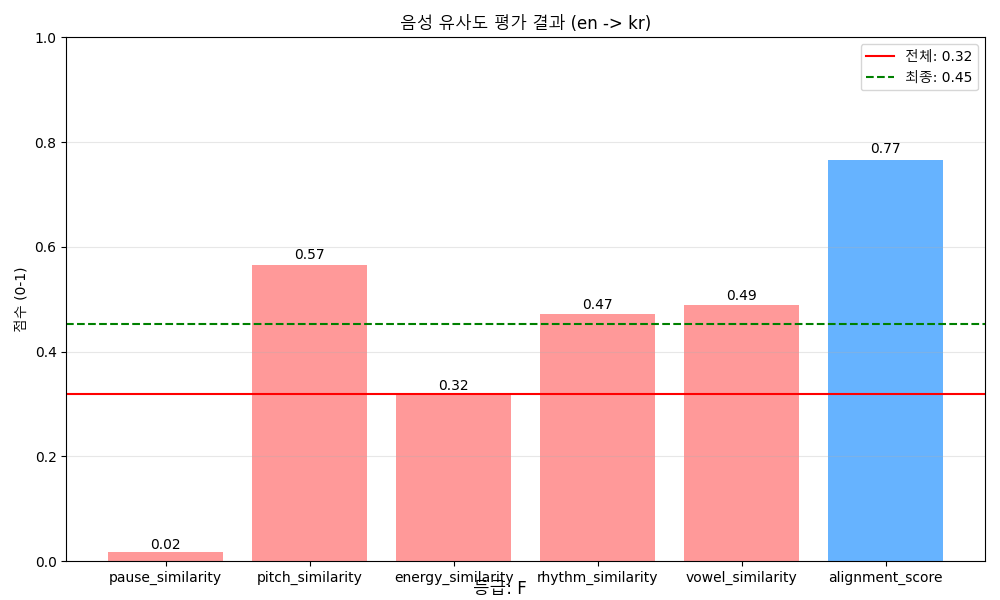 음성 유사도 평가 결과 (en -> kr)
전체: 0.32
최종: 0.45
점수 (0-1)
1.0
0.8
0.6
0.4
0.2
0.0
0.02
0.57
0.32
0.47
0.49
0.77
pause_similarity
pitch_similarity
energy_similarity
rhythm_similarity
vowel_similarity
alignment_score
등급: F